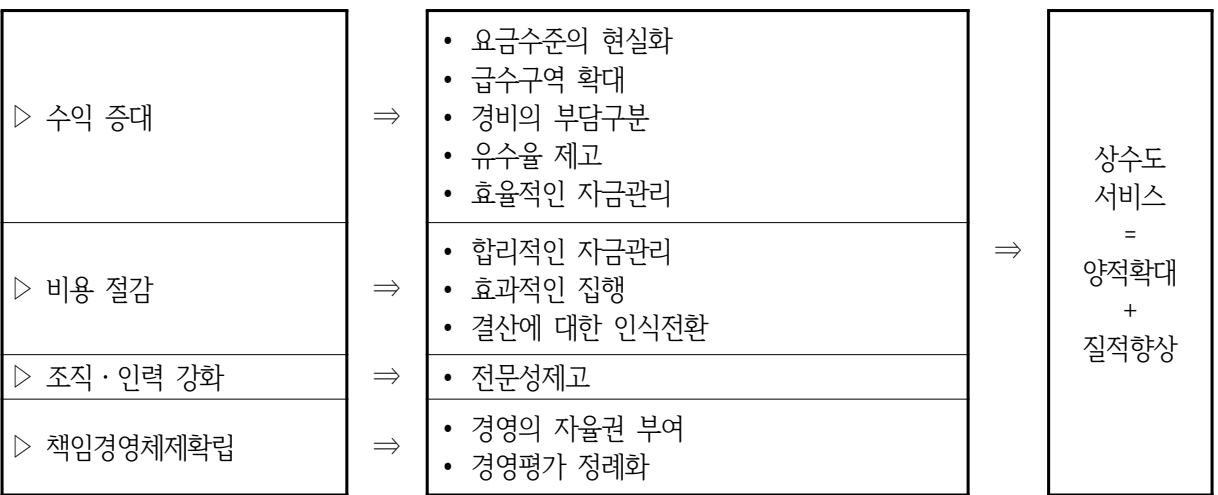 ▷ 수익 증대
⇒
• 요금수준의 현실화
• 급수구역 확대
• 경비의 부담구분
• 유수율 제고
• 효율적인 자금관리
▷ 비용 절감
⇒
• 합리적인 자금관리
• 효과적인 집행
• 결산에 대한 인식전환
▷ 조직 · 인력 강화
⇒
• 전문성제고
▷ 책임경영체제확립
⇒
• 경영의 자율권 부여
• 경영평가 정례화
⇒
상수도
서비스
=
양적확대
+
질적향상